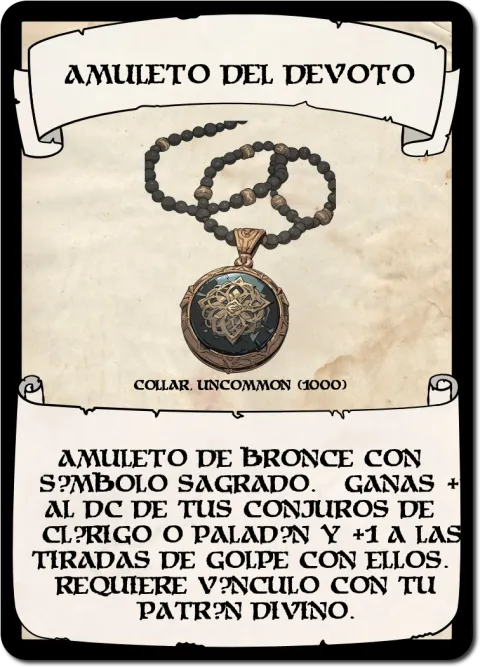 AMULETO DEL DEVOTO
COLLAR, UNCOMMON (1000)
AMULETO DE BRONCE CON
S?MBOLO SAGRADO. GANAS +
AL DC DE TUS CONJUROS DE
CL?RIGO O PALAD?N Y +1 A LAS
TIRADAS DE GOLPE CON ELLOS.
REQUIERE V?NCULO CON TU
PATR?N DIVINO.